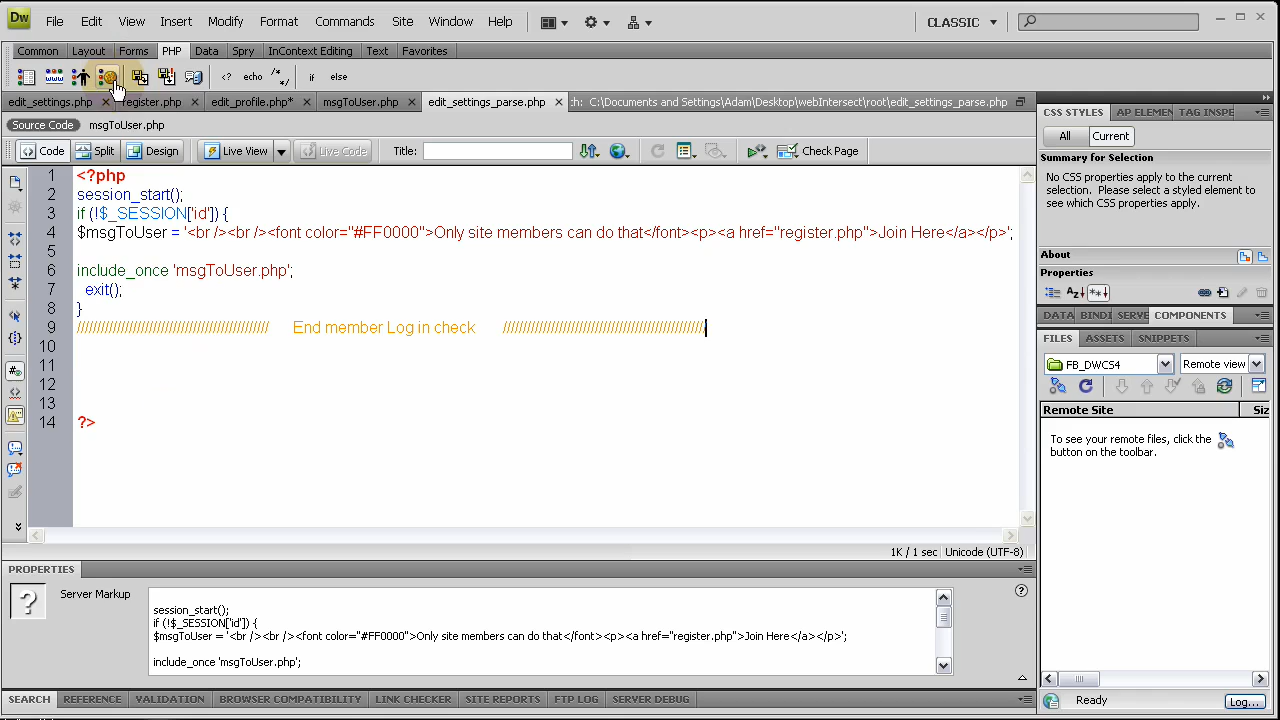 Dw File Edit View Insert Modify Format Commands Site Window Help CLASSIC
Common Layout Forms PHP Data Spry InContext Editing Text Favorites
<? echo /*/ if else
edit_settings.php register.php edit_profile.php* msgToUser.php edit_settings_parse.php :h: C:\Documents and Settings\Adam\Desktop\webIntersect\root\edit_settings_parse.php
Source Code msgToUser.php
Code Split Design Live View Live Code Title: Check Page
1 <?php
2 session_start();
3 if (!$_SESSION['id']) {
4 $msgToUser = '<br /><br /><font color="#FF0000">Only site members can do that</font><p><a href="register.php">Join Here</a></p>';
5
6 include_once 'msgToUser.php';
7 exit();
8 }
9 //////////////////////////////////////////////// End member Log in check ///////////////////////////////////////////////////
10
11
12
13
14 ?>
1K / 1 sec Unicode (UTF-8)
PROPERTIES
Server Markup
session_start();
if (!$_SESSION['id']) {
$msgToUser = '<br /><br /><font color="#FF0000">Only site members can do that</font><p><a href="register.php">Join Here</a></p>';
include_once 'msgToUser.php';
SEARCH REFERENCE VALIDATION BROWSER COMPATIBILITY LINK CHECKER SITE REPORTS FTP LOG SERVER DEBUG
CSS STYLES AP ELEMEN TAG INSPE
All Current
Summary for Selection
No CSS properties apply to the current
selection. Please select a styled element to
see which CSS properties apply.
About
Properties
DATA BINDI SERVE COMPONENTS
FILES ASSETS SNIPPETS
FB_DWCS4 Remote view
Remote Site Siz
To see your remote files, click the
button on the toolbar.
Ready Log...